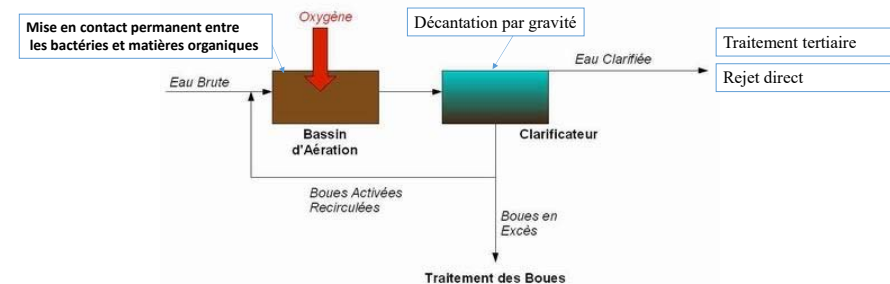 Mise en contact permanent entre
les bactéries et matières organiques
Oxygène
Décantation par gravité
Traitement tertiaire
Rejet direct
Eau Brute
Eau Clarifiée
Bassin
d'Aération
Clarificateur
Boues Activées
Recirculées
Boues en
Excès
Traitement des Boues